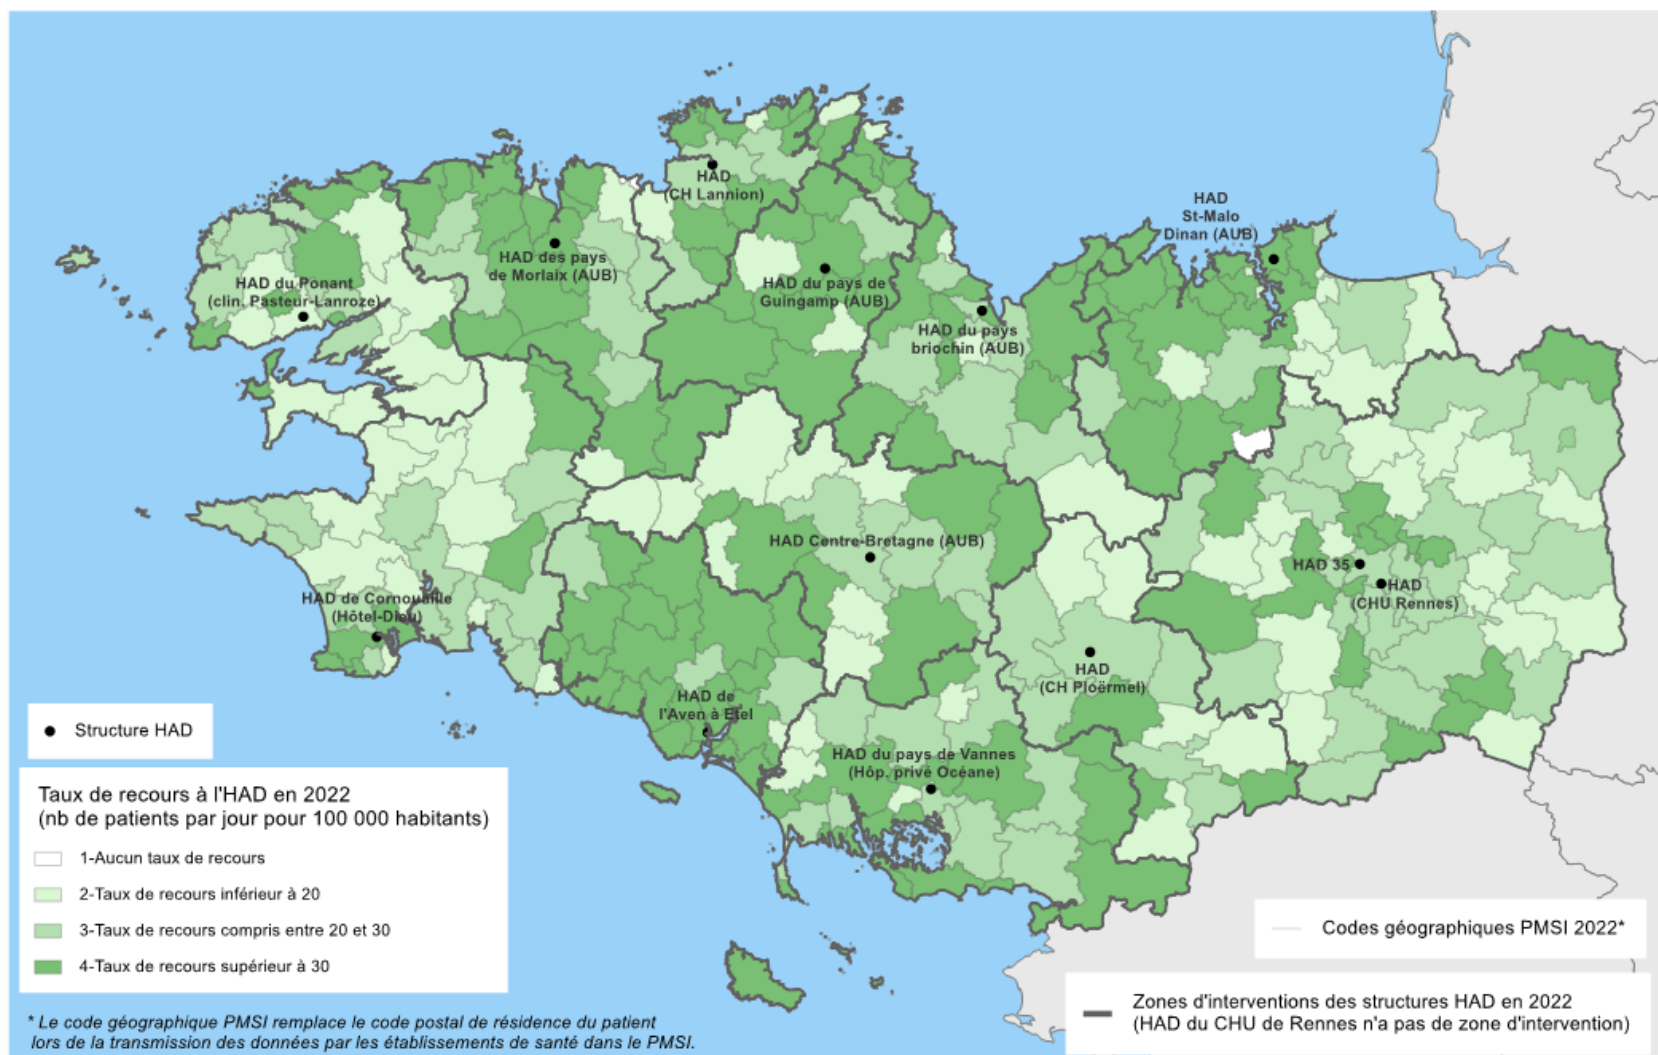 HAD
(CH Lannion)
HAD
St-Malo
Dinan (AUB)
HAD des pays
de Morlaix (AUB)
HAD du Ponant
(clin. Pasteur-Lanroze)
HAD du pays de
Guingamp (AUB)
HAD du pays
briochin (AUB)
HAD Centre-Bretagne (AUB)
HAD 35
HAD
(CHU Rennes)
HAD de Cornouaille
(Hôtel-Dieu)
HAD
(CH Ploërmel)
HAD de
l'Aven à Etel
HAD du pays de Vannes
(Hôp. privé Océane)
Structure HAD
Taux de recours à l'HAD en 2022
(nb de patients par jour pour 100 000 habitants)
1-Aucun taux de recours
2-Taux de recours inférieur à 20
3-Taux de recours compris entre 20 et 30
4-Taux de recours supérieur à 30
* Le code géographique PMSI remplace le code postal de résidence du patient
lors de la transmission des données par les établissements de santé dans le PMSI.
Codes géographiques PMSI 2022*
Zones d'interventions des structures HAD en 2022
(HAD du CHU de Rennes n'a pas de zone d'intervention)